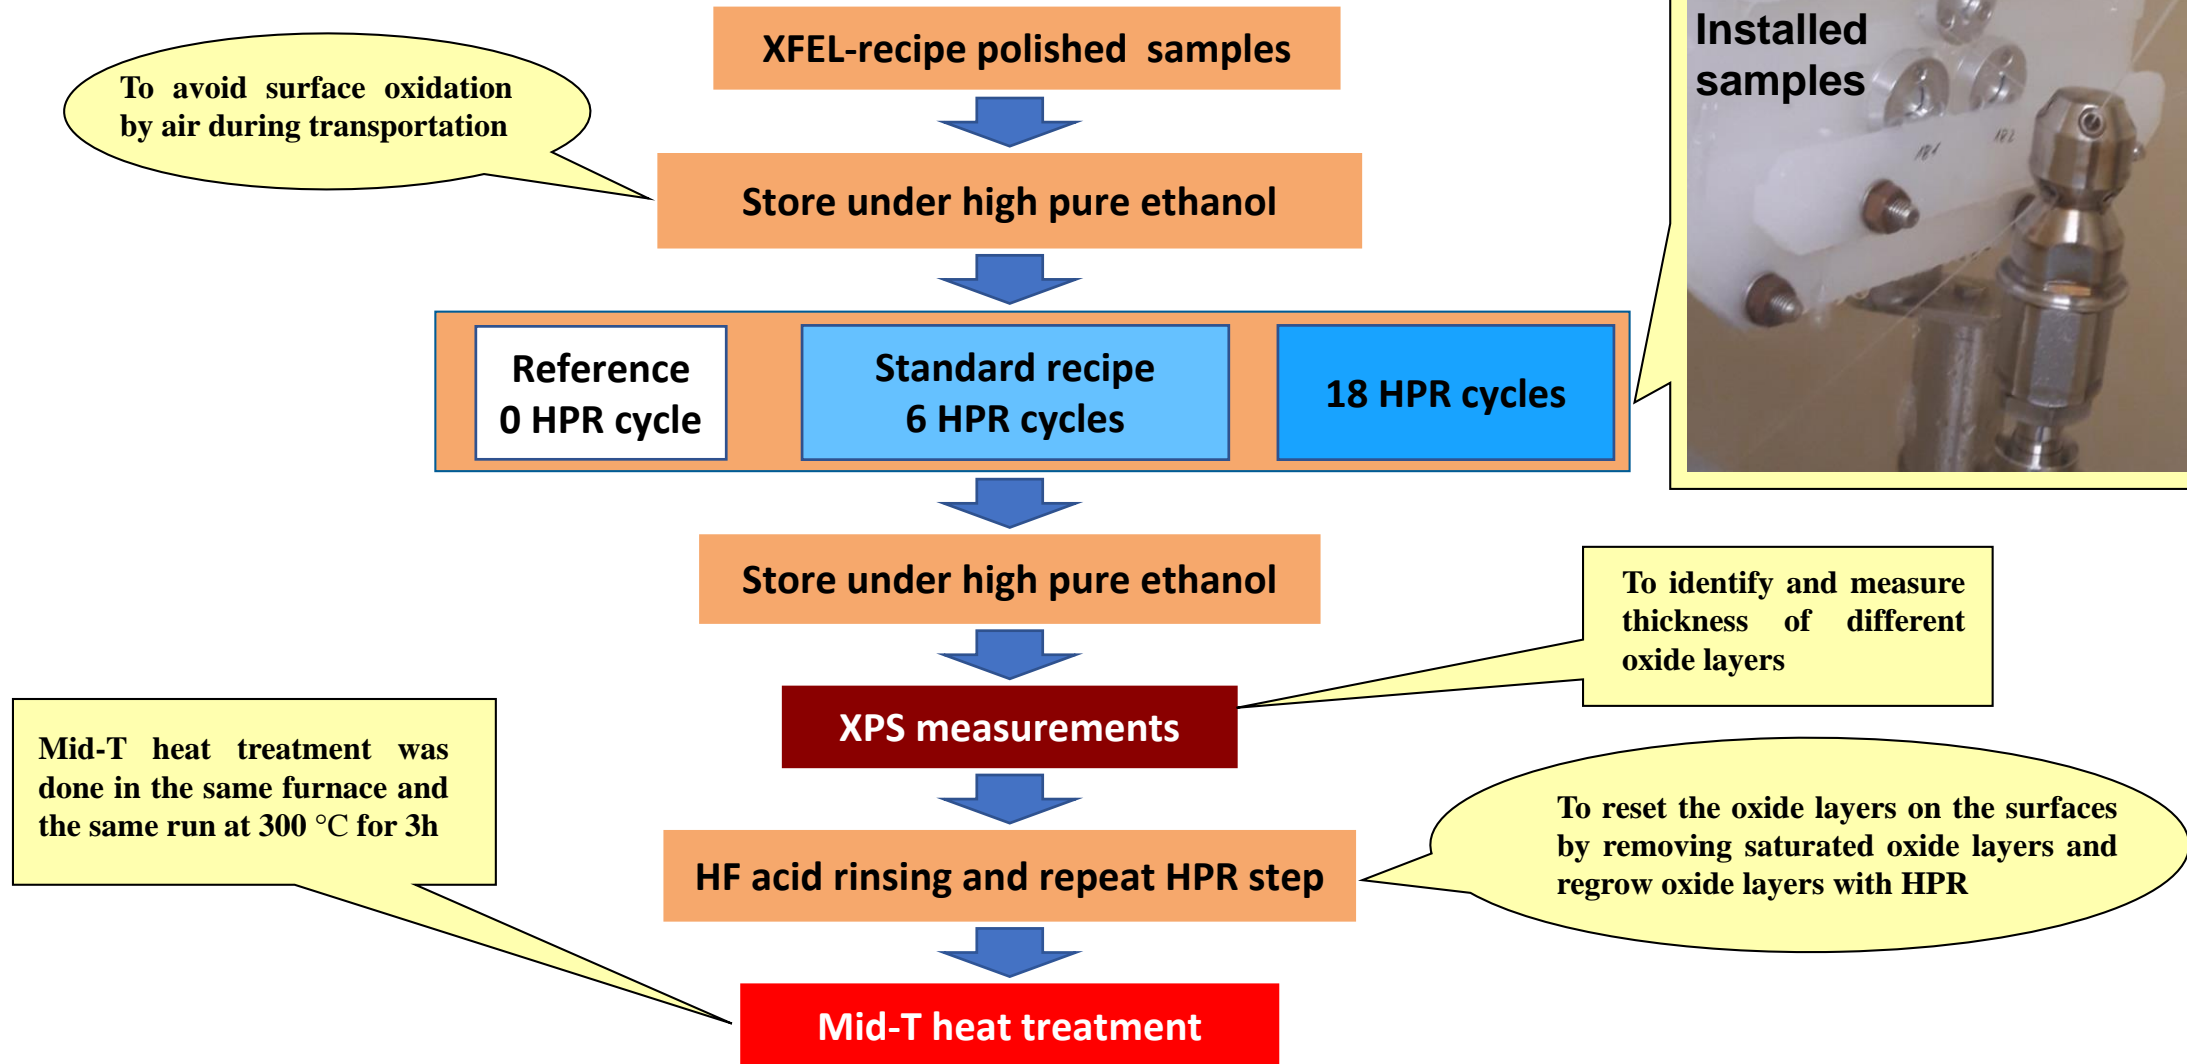 XFEL-recipe polished samples
Installed
samples
To avoid surface oxidation
by air during transportation
181
182
Store under high pure ethanol
Reference
0 HPR cycle
Standard recipe
6 HPR cycles
18 HPR cycles
Store under high pure ethanol
To identify and measure
thickness of different
oxide layers
XPS measurements
Mid-T heat treatment was
done in the same furnace and
the same run at 300 °C for 3h
To reset the oxide layers on the surfaces
by removing saturated oxide layers and
regrow oxide layers with HPR
HF acid rinsing and repeat HPR step
Mid-T heat treatment